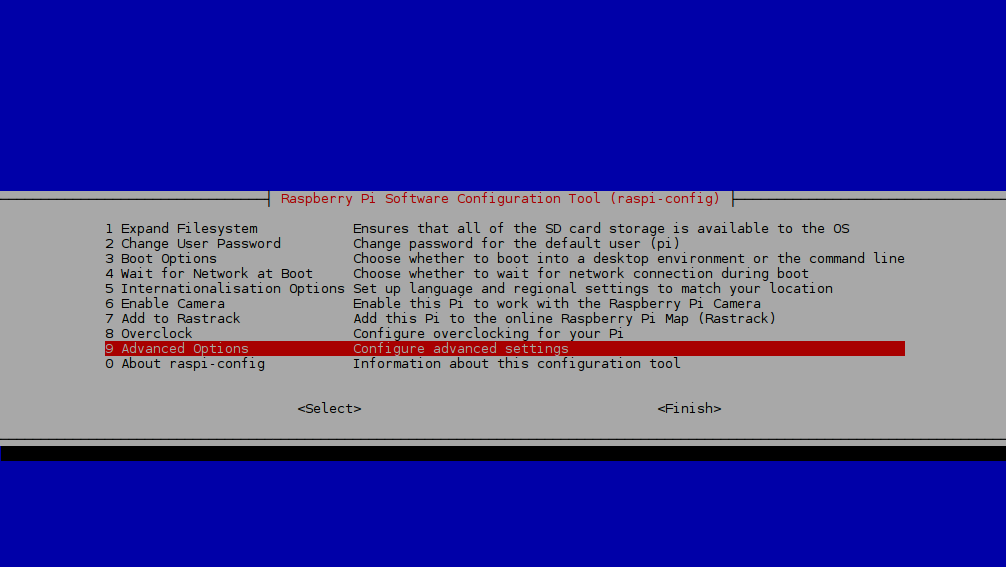 Raspberry Pi Software Configuration Tool (raspi-config)
1 Expand Filesystem Ensures that all of the SD card storage is available to the OS
2 Change User Password Change password for the default user (pi)
3 Boot Options Choose whether to boot into a desktop environment or the command line
4 Wait for Network at Boot Choose whether to wait for network connection during boot
5 Internationalisation Options Set up language and regional settings to match your location
6 Enable Camera Enable this Pi to work with the Raspberry Pi Camera
7 Add to Rastrack Add this Pi to the online Raspberry Pi Map (Rastrack)
8 Overclock Configure overclocking for your Pi
9 Advanced Options Configure advanced settings
0 About raspi-config Information about this configuration tool
<Select> <Finish>